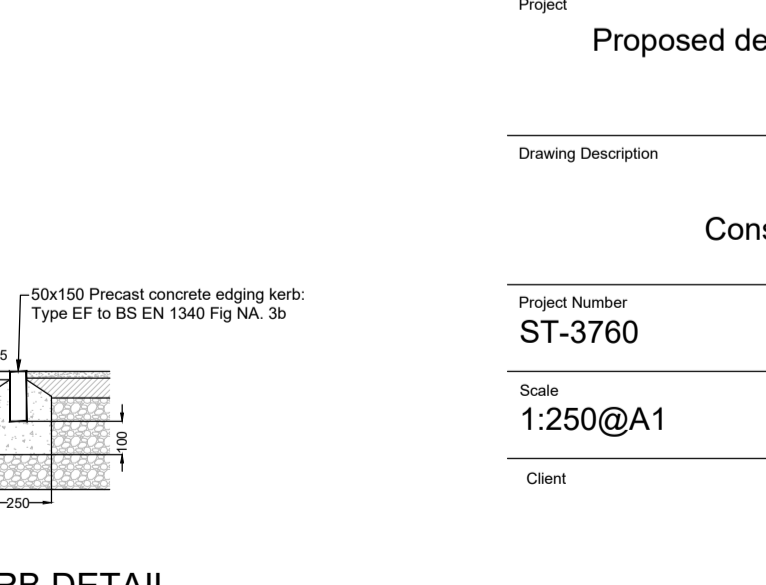 Project
Proposed de
Drawing Description
Cons
50x150 Precast concrete edging kerb:
Type EF to BS EN 1340 Fig NA. 3b
Project Number
ST-3760
5
Scale
1:250@A1
100
Client
250
RB DETAIL